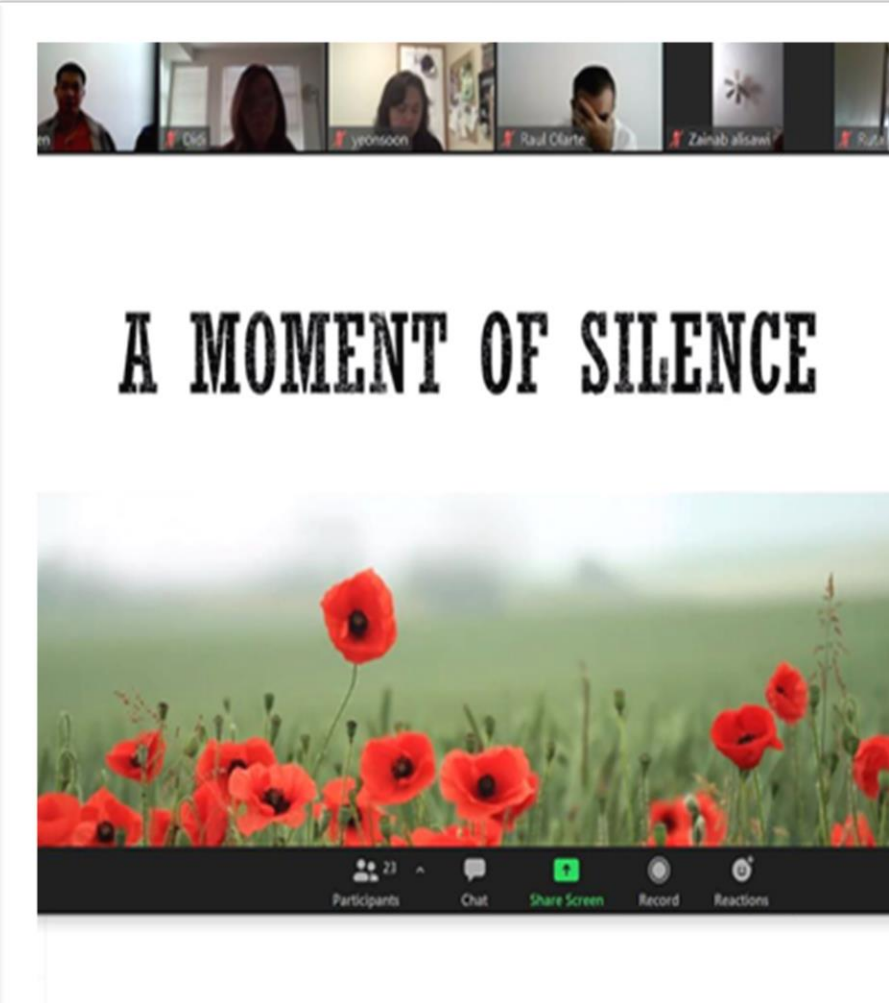 Didi
yeonsoon
Raul Olarte
Zainab alisawi
A MOMENT OF SILENCE
23
Participants
Chat
Share Screen
Record
Reactions